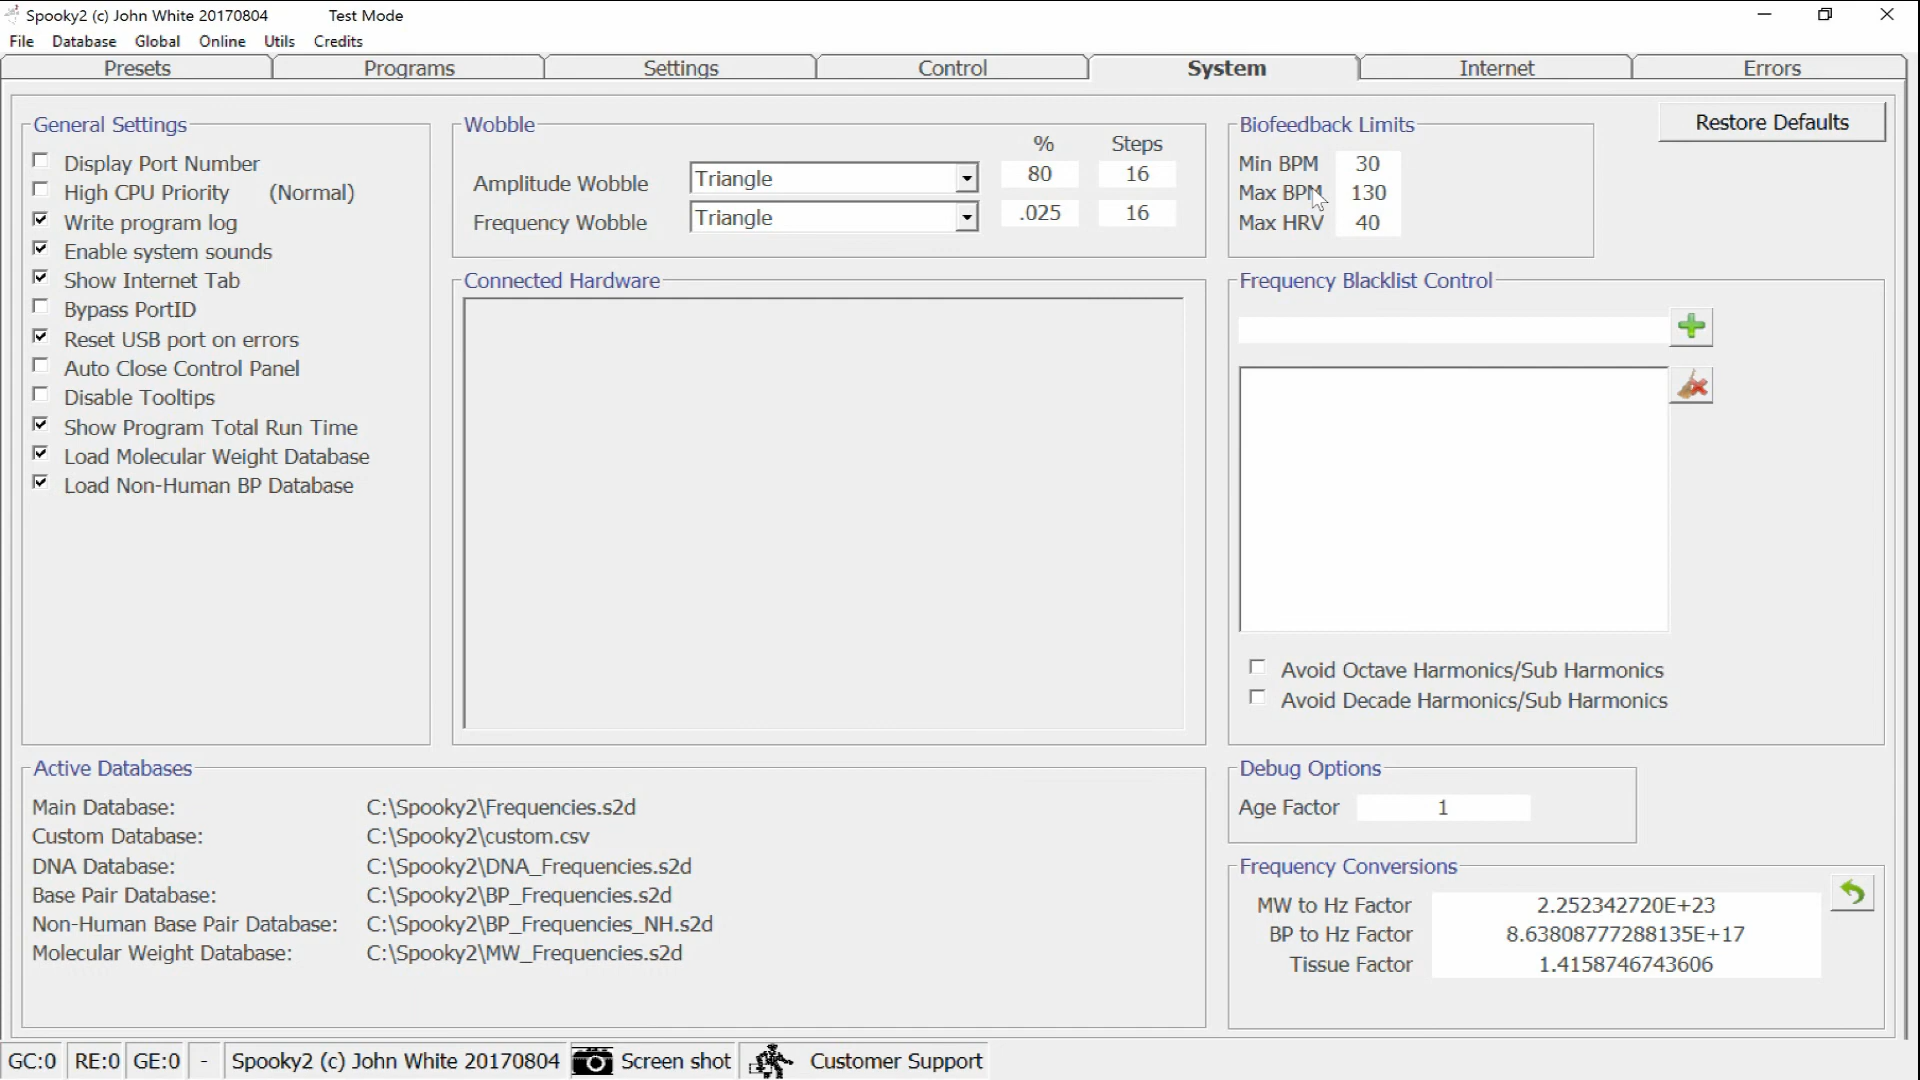 Spooky2 (c) John White 20170804 Test Mode
File Database Global Online Utils Credits
Presets Programs Settings Control System Internet Errors
General Settings
Display Port Number
High CPU Priority (Normal)
Write program log
Enable system sounds
Show Internet Tab
Bypass PortID
Reset USB port on errors
Auto Close Control Panel
Disable Tooltips
Show Program Total Run Time
Load Molecular Weight Database
Load Non-Human BP Database
Wobble
% Steps
Amplitude Wobble Triangle 80 16
Frequency Wobble Triangle .025 16
Connected Hardware
Biofeedback Limits
Min BPM 30
Max BPM 130
Max HRV 40
Restore Defaults
Frequency Blacklist Control
Avoid Octave Harmonics/Sub Harmonics
Avoid Decade Harmonics/Sub Harmonics
Active Databases
Main Database: C:\Spooky2\Frequencies.s2d
Custom Database: C:\Spooky2\custom.csv
DNA Database: C:\Spooky2\DNA_Frequencies.s2d
Base Pair Database: C:\Spooky2\BP_Frequencies.s2d
Non-Human Base Pair Database: C:\Spooky2\BP_Frequencies_NH.s2d
Molecular Weight Database: C:\Spooky2\MW_Frequencies.s2d
Debug Options
Age Factor 1
Frequency Conversions
MW to Hz Factor 2.252342720E+23
BP to Hz Factor 8.63808777288135E+17
Tissue Factor 1.4158746743606
GC:0 RE:0 GE:0 - Spooky2 (c) John White 20170804 Screen shot Customer Support